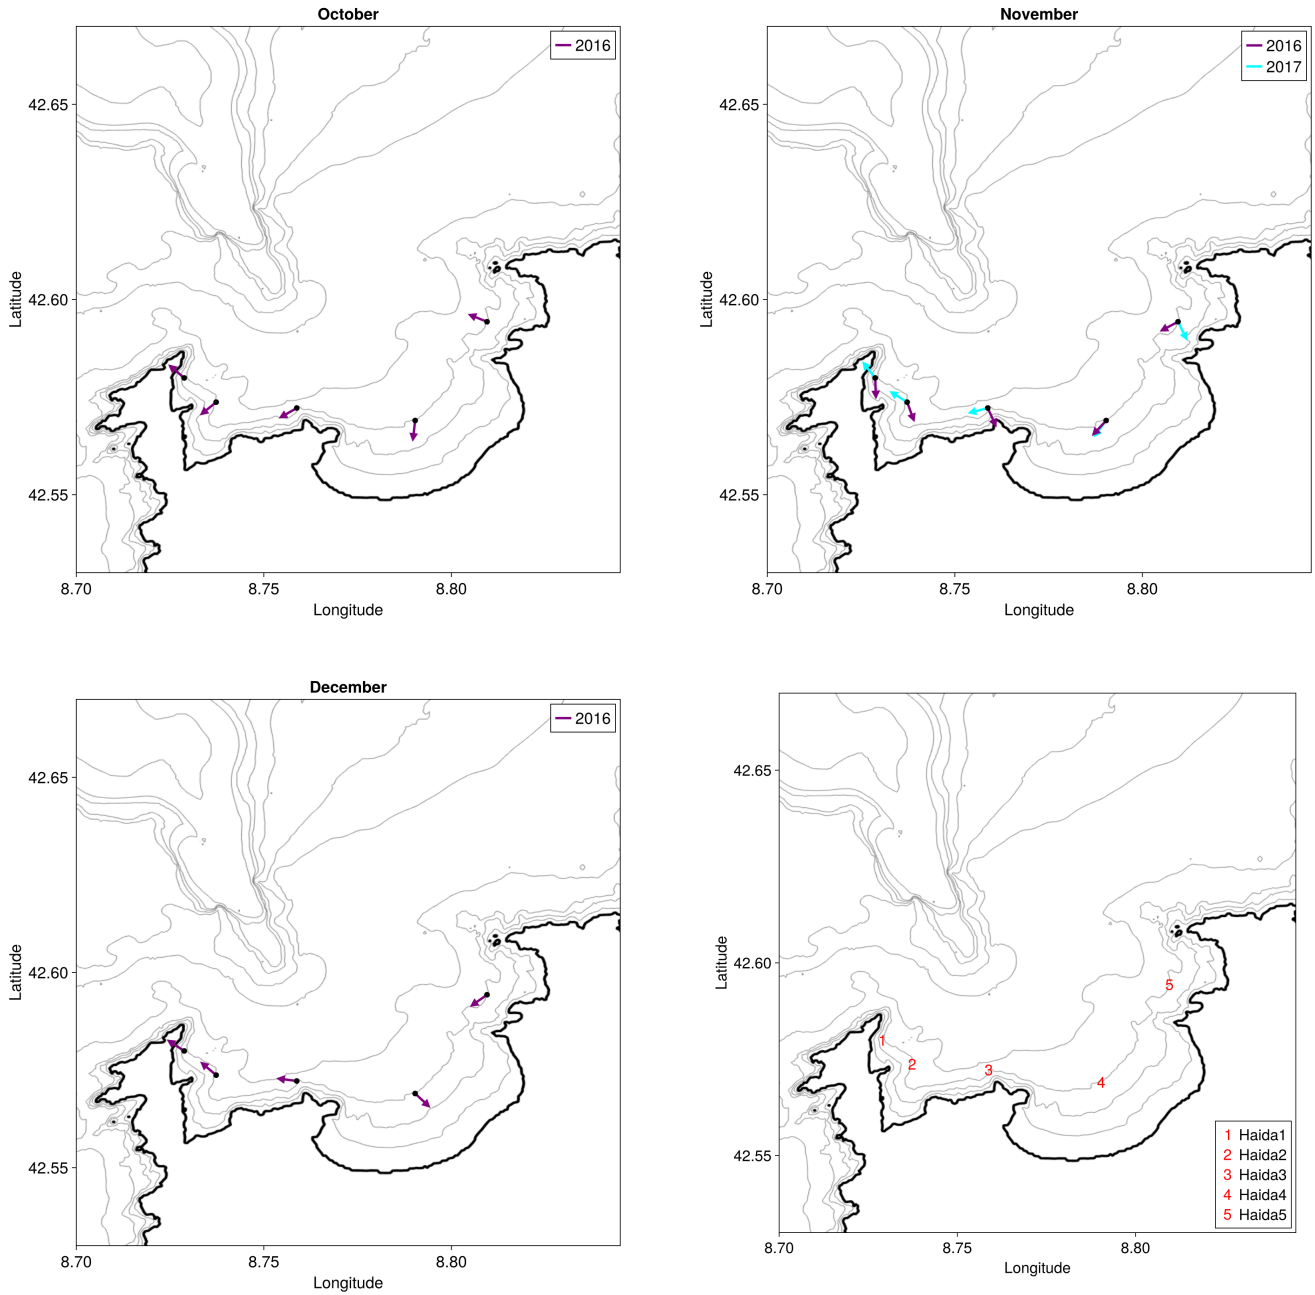 October
2016
42.65
42.60
42.55
Latitude
8.70
8.75
8.80
Longitude
November
2016
2017
42.65
42.60
42.55
Latitude
8.70
8.75
8.80
Longitude
December
2016
42.65
42.60
42.55
Latitude
8.70
8.75
8.80
Longitude
42.65
42.60
42.55
Latitude
5
1
2
3
4
1 Haida1
2 Haida2
3 Haida3
4 Haida4
5 Haida5
8.70
8.75
8.80
Longitude